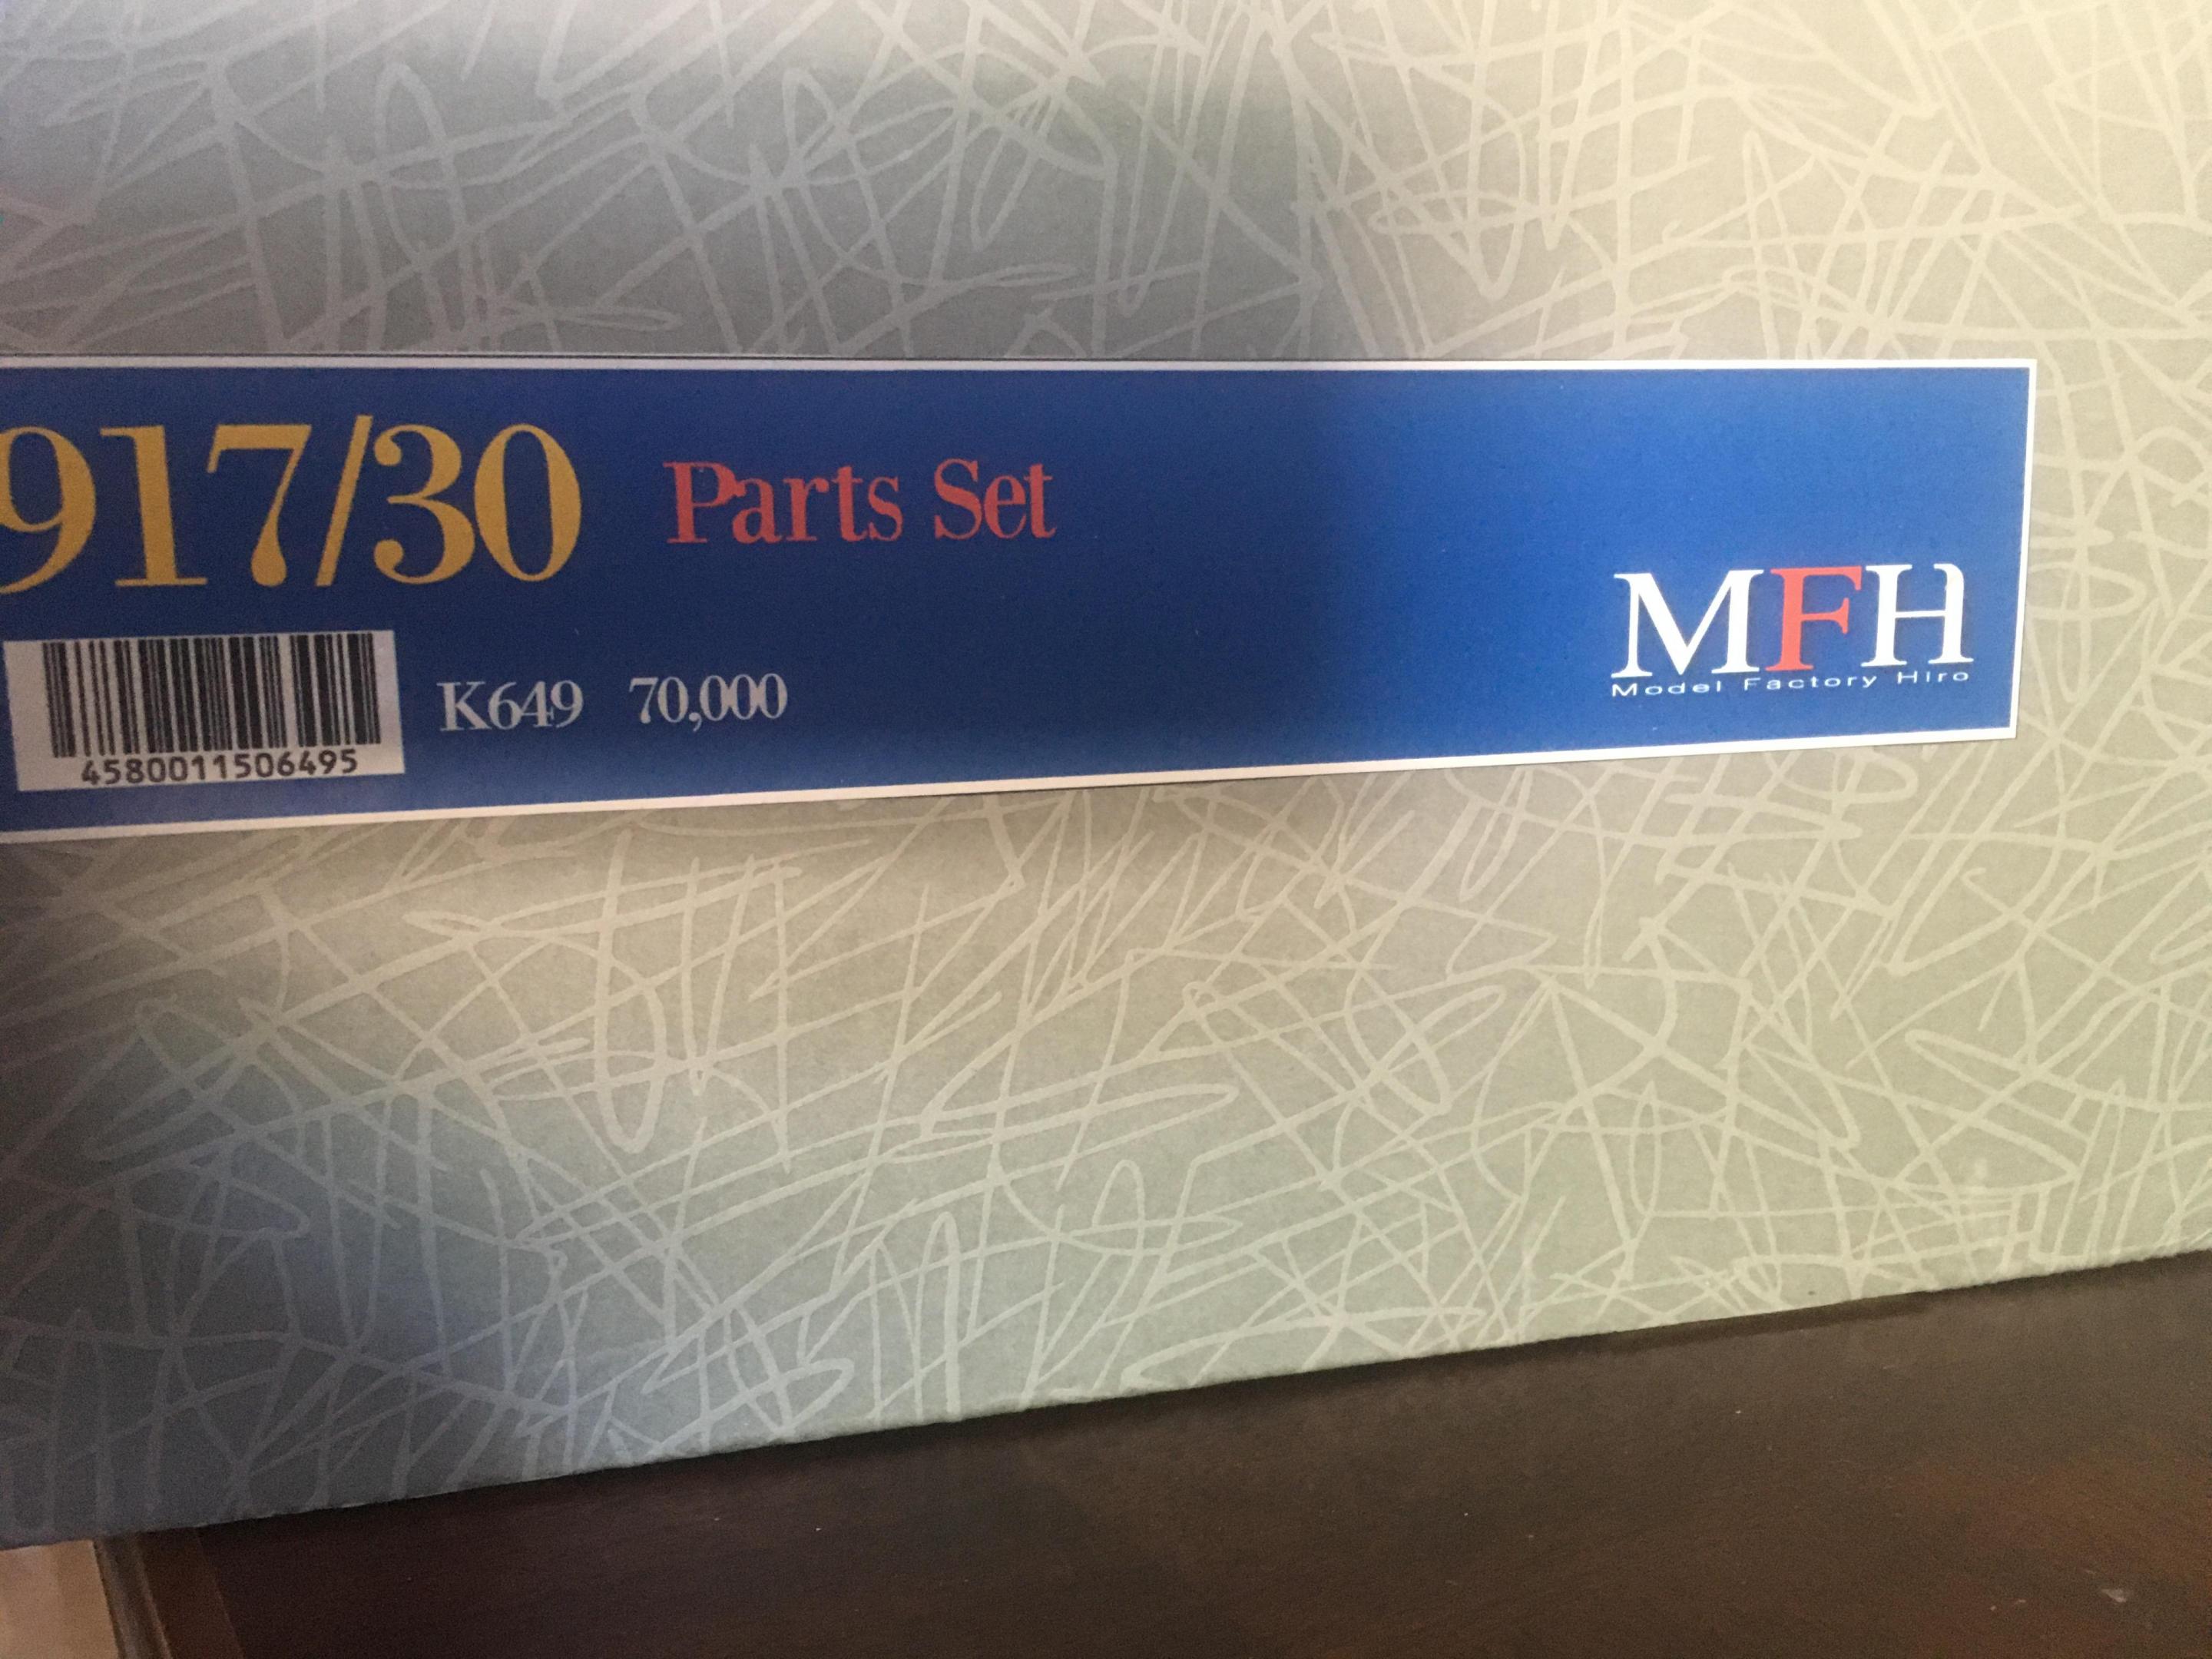 917/30 Parts Set
K649 70,000
4580011506495
MFH
Model Factory Hiro